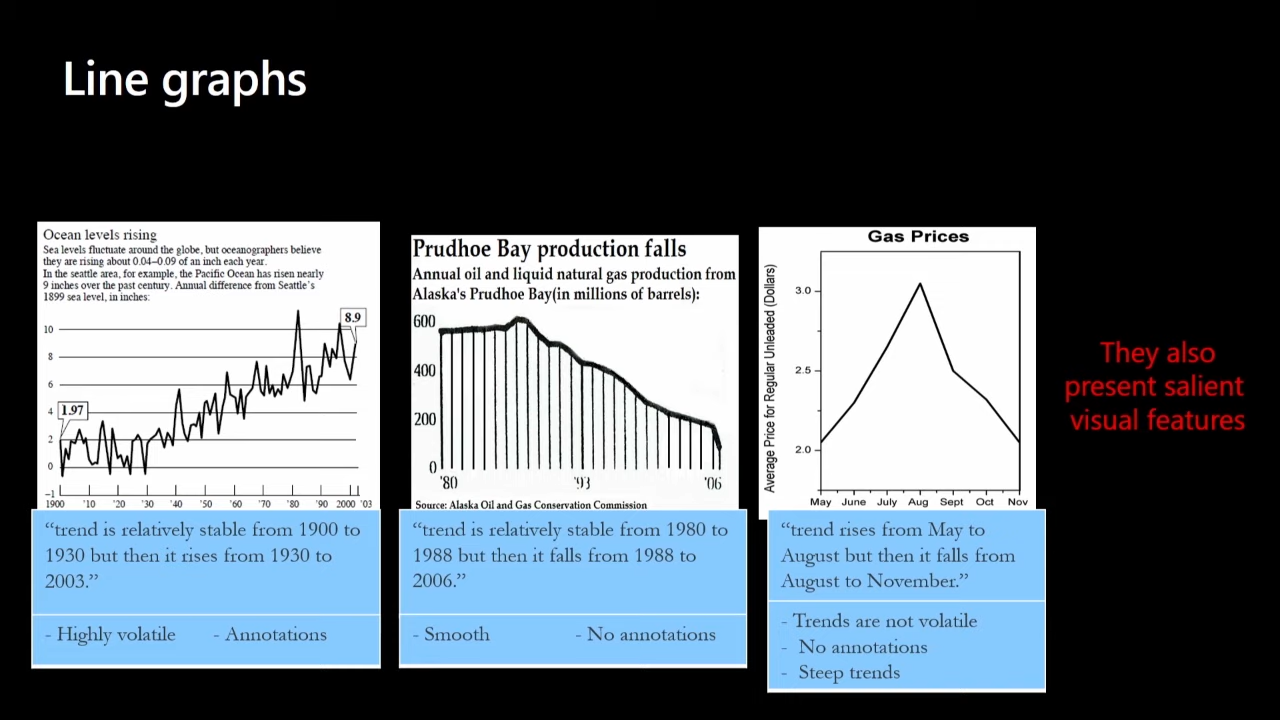 Line graphs
Ocean levels rising
Sea levels fluctuate around the globe, but oceanographers believe
they are rising about 0.04–0.09 of an inch each year.
In the seattle area, for example, the Pacific Ocean has risen nearly
9 inches over the past century. Annual difference from Seattle's
1899 sea level, in inches:
8.9
10
8
6
1.97
4
2
0
-1
1900 '10 '20 '30 '40 '50 '60 '70 '80 '90 2000 '03
"trend is relatively stable from 1900 to
1930 but then it rises from 1930 to
2003."
- Highly volatile - Annotations
Prudhoe Bay production falls
Annual oil and liquid natural gas production from
Alaska's Prudhoe Bay(in millions of barrels):
600
400
200
0
'80 '93 '06
Source: Alaska Oil and Gas Conservation Commission
"trend is relatively stable from 1980 to
1988 but then it falls from 1988 to
2006."
- Smooth - No annotations
Gas Prices
Average Price for Regular Unleaded (Dollars)
3.0
2.5
2.0
May June July Aug Sept Oct Nov
"trend rises from May to
August but then it falls from
August to November."
- Trends are not volatile
- No annotations
- Steep trends
They also
present salient
visual features